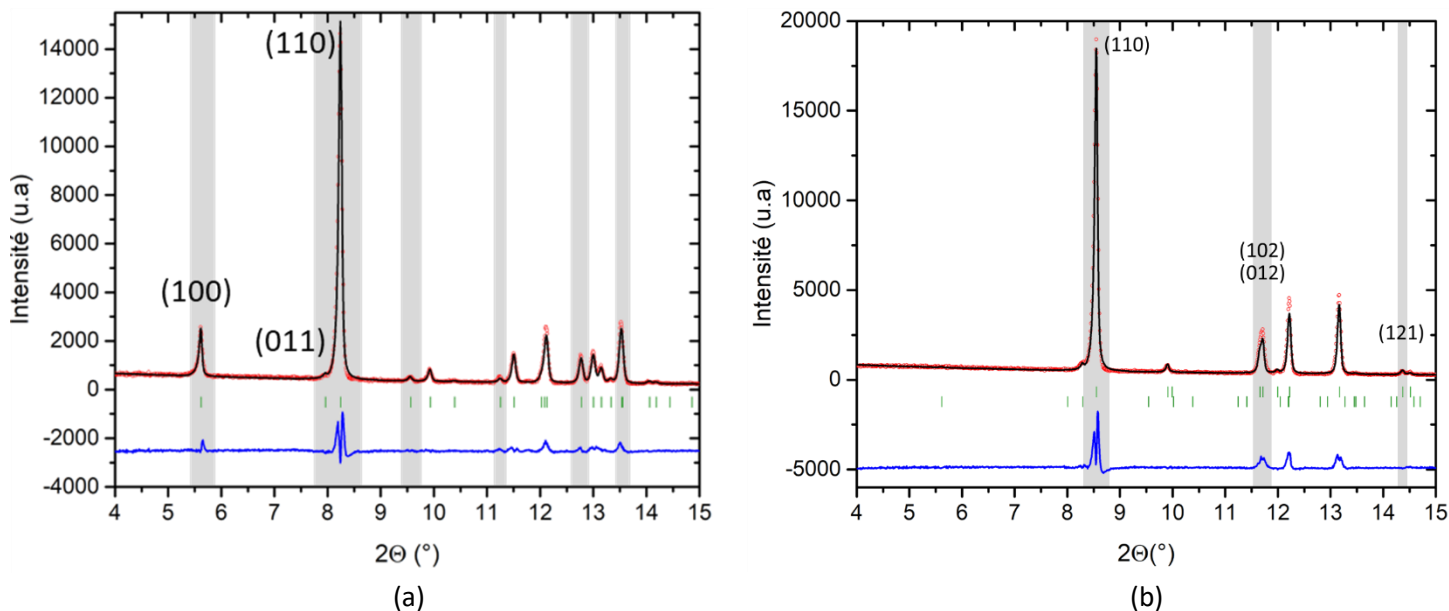 14000
12000
10000
8000
6000
4000
2000
0
-2000
-4000
Intensité (u.a)
(100)
(011)
(110)
4 5 6 7 8 9 10 11 12 13 14 15
2Θ (°)
(a)
20000
15000
10000
5000
0
-5000
Intensité (u.a)
(110)
(102)
(012)
(121)
4 5 6 7 8 9 10 11 12 13 14 15
2Θ (°)
(b)